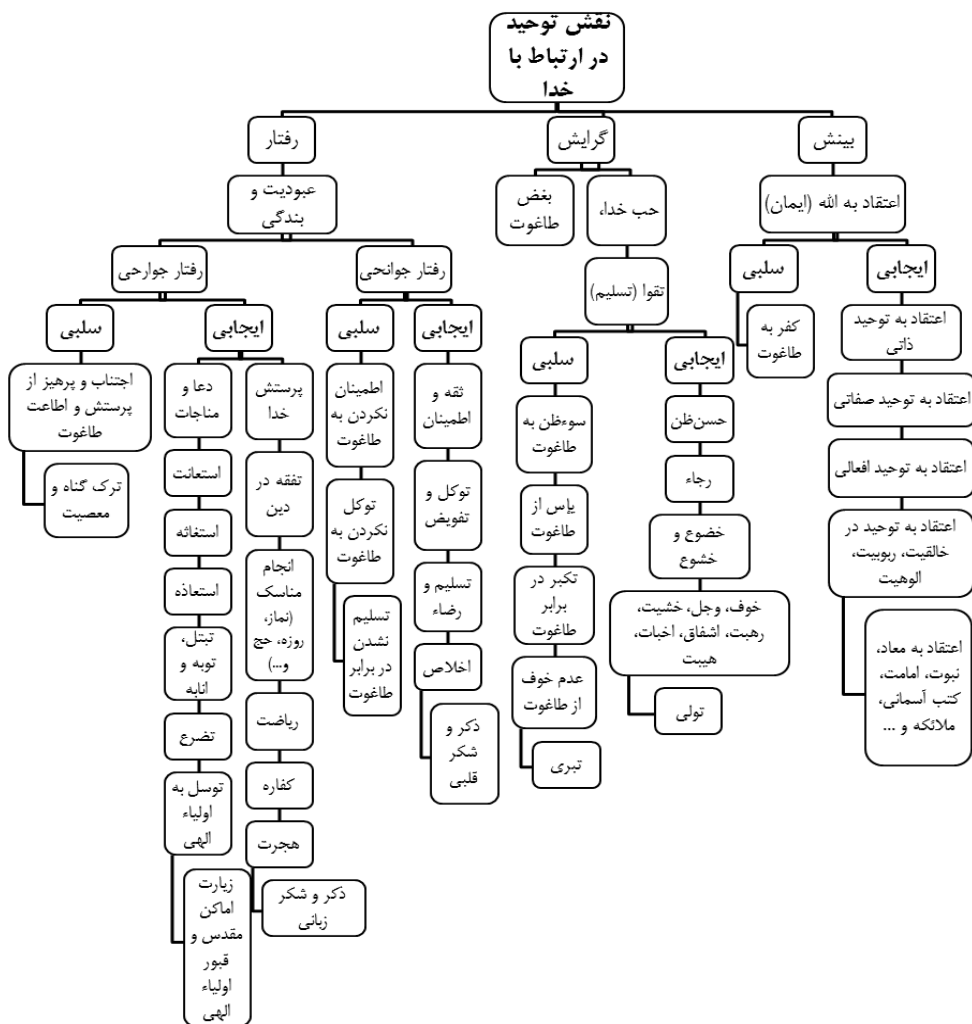 نقش توحید
در ارتباط با
خدا
بینش
گرایش
رفتار
اعتقاد به الله (ایمان)
ایجابی
سلبی
اعتقاد به توحید
ذاتی
اعتقاد به توحید صفاتی
اعتقاد به توحید افعالی
اعتقاد به توحید در
خالقیت، ربوبیت،
الوهیت
اعتقاد به معاد،
نبوت، امامت،
کتب آسمانی،
ملائکه و ...
کفر به
طاغوت
حب خدا،
بغض
طاغوت
تقوا (تسلیم)
ایجابی
سلبی
حسن‌ظن
رجاء
خضوع و
خشوع
خوف، وجل، خشیت،
رهبت، اشفاق، اخبات،
هیبت
تولی
سوءظن به
طاغوت
یإس از
طاغوت
تکبر در
برابر
طاغوت
عدم خوف
از طاغوت
تبری
عبودیت و
بندگی
رفتار جوانحی
رفتار جوارحی
ایجابی
سلبی
ثقه و
اطمینان
توکل و
تفویض
تسلیم و
رضاء
اخلاص
ذکر و
شکر
قلبی
اطمینان
نکردن به
طاغوت
توکل
نکردن به
طاغوت
تسلیم
نشدن
در برابر
طاغوت
ایجابی
سلبی
پرستش
خدا
تفقه در
دین
انجام
مناسک
(نماز،
روزه، حج
و...)
ریاضت
کفاره
هجرت
ذکر و شکر
زبانی
دعا و
مناجات
استعانت
استغاثه
استعاذه
تبتل،
توبه و
انابه
تضرع
توسل به
اولیاء
الهی
زیارت
اماکن
مقدس و
قبور
اولیاء
الهی
اجتناب و پرهیز از
پرستش و اطاعت
طاغوت
ترک گناه و
معصیت